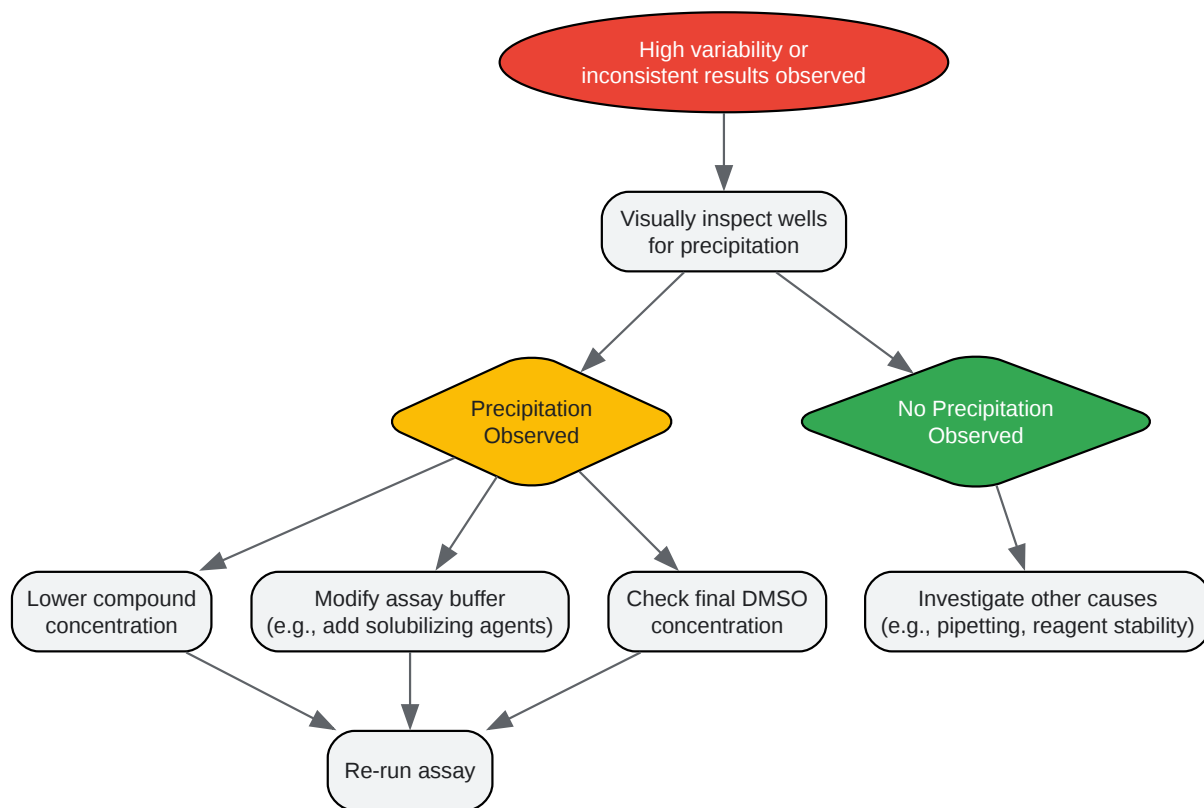 High variability or
inconsistent results observed
Visually inspect wells
for precipitation
Precipitation
Observed
No Precipitation
Observed
Lower compound
concentration
Modify assay buffer
(e.g., add solubilizing agents)
Check final DMSO
concentration
Investigate other causes
(e.g., pipetting, reagent stability)
Re-run assay